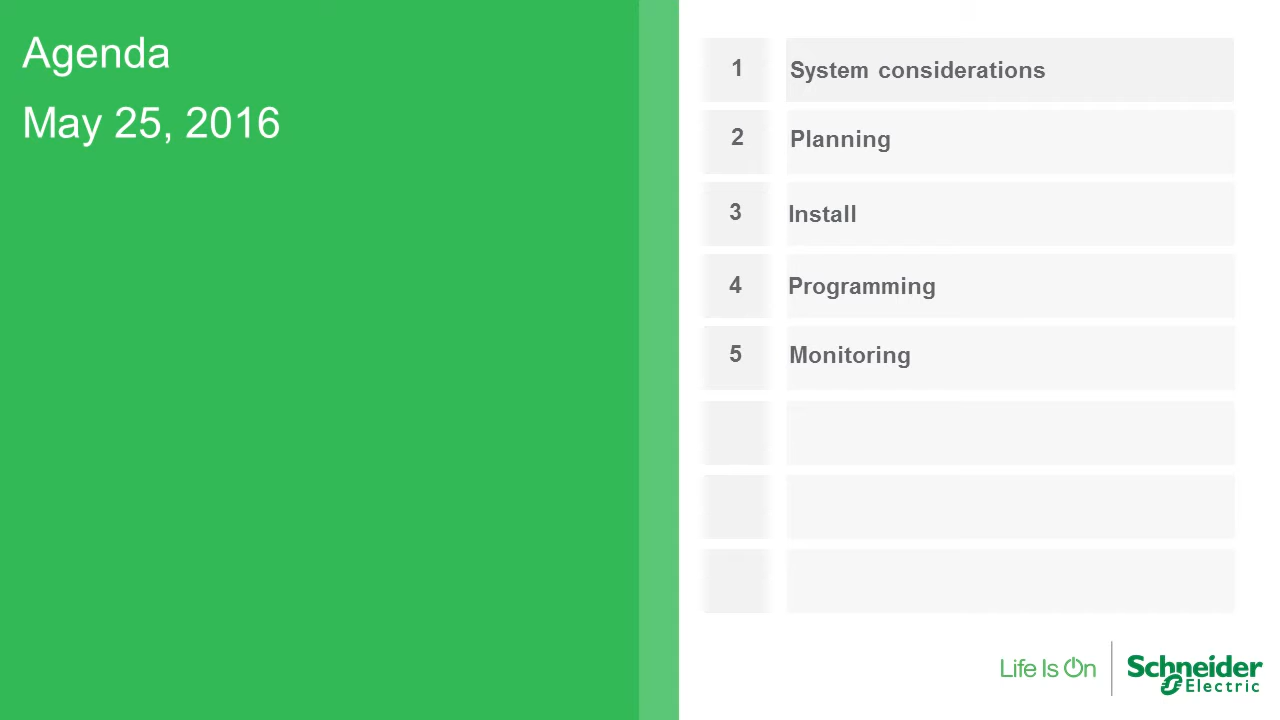 Agenda
May 25, 2016
1 System considerations
2 Planning
3 Install
4 Programming
5 Monitoring
Life Is On
Schneider
Electric